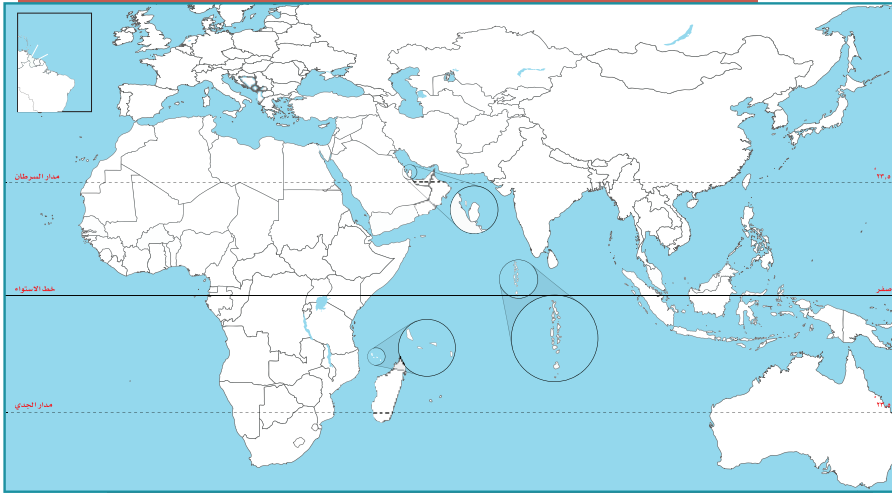 مدار السرطان
٢٣,٥
خط الاستواء
صفر
مدار الجدي
٢٣,٥